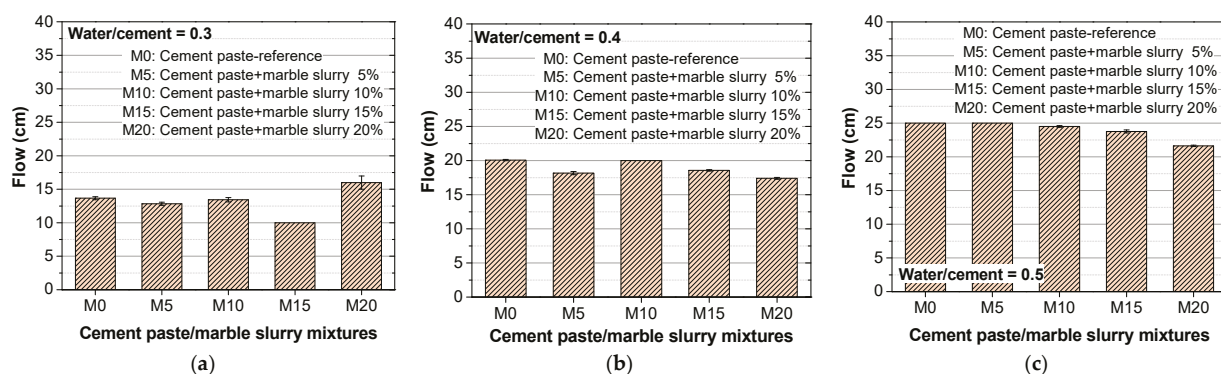 40
35
30
25
20
15
10
5
0
Flow (cm)
Water/cement = 0.3
M0: Cement paste-reference
M5: Cement paste+marble slurry 5%
M10: Cement paste+marble slurry 10%
M15: Cement paste+marble slurry 15%
M20: Cement paste+marble slurry 20%
M0 M5 M10 M15 M20
Cement paste/marble slurry mixtures
(a)
40
35
30
25
20
15
10
5
0
Flow (cm)
Water/cement = 0.4
M0: Cement paste-reference
M5: Cement paste+marble slurry 5%
M10: Cement paste+marble slurry 10%
M15: Cement paste+marble slurry 15%
M20: Cement paste+marble slurry 20%
M0 M5 M10 M15 M20
Cement paste/marble slurry mixtures
(b)
40
35
30
25
20
15
10
5
0
Flow (cm)
M0: Cement paste-reference
M5: Cement paste+marble slurry 5%
M10: Cement paste+marble slurry 10%
M15: Cement paste+marble slurry 15%
M20: Cement paste+marble slurry 20%
Water/cement = 0.5
M0 M5 M10 M15 M20
Cement paste/marble slurry mixtures
(c)